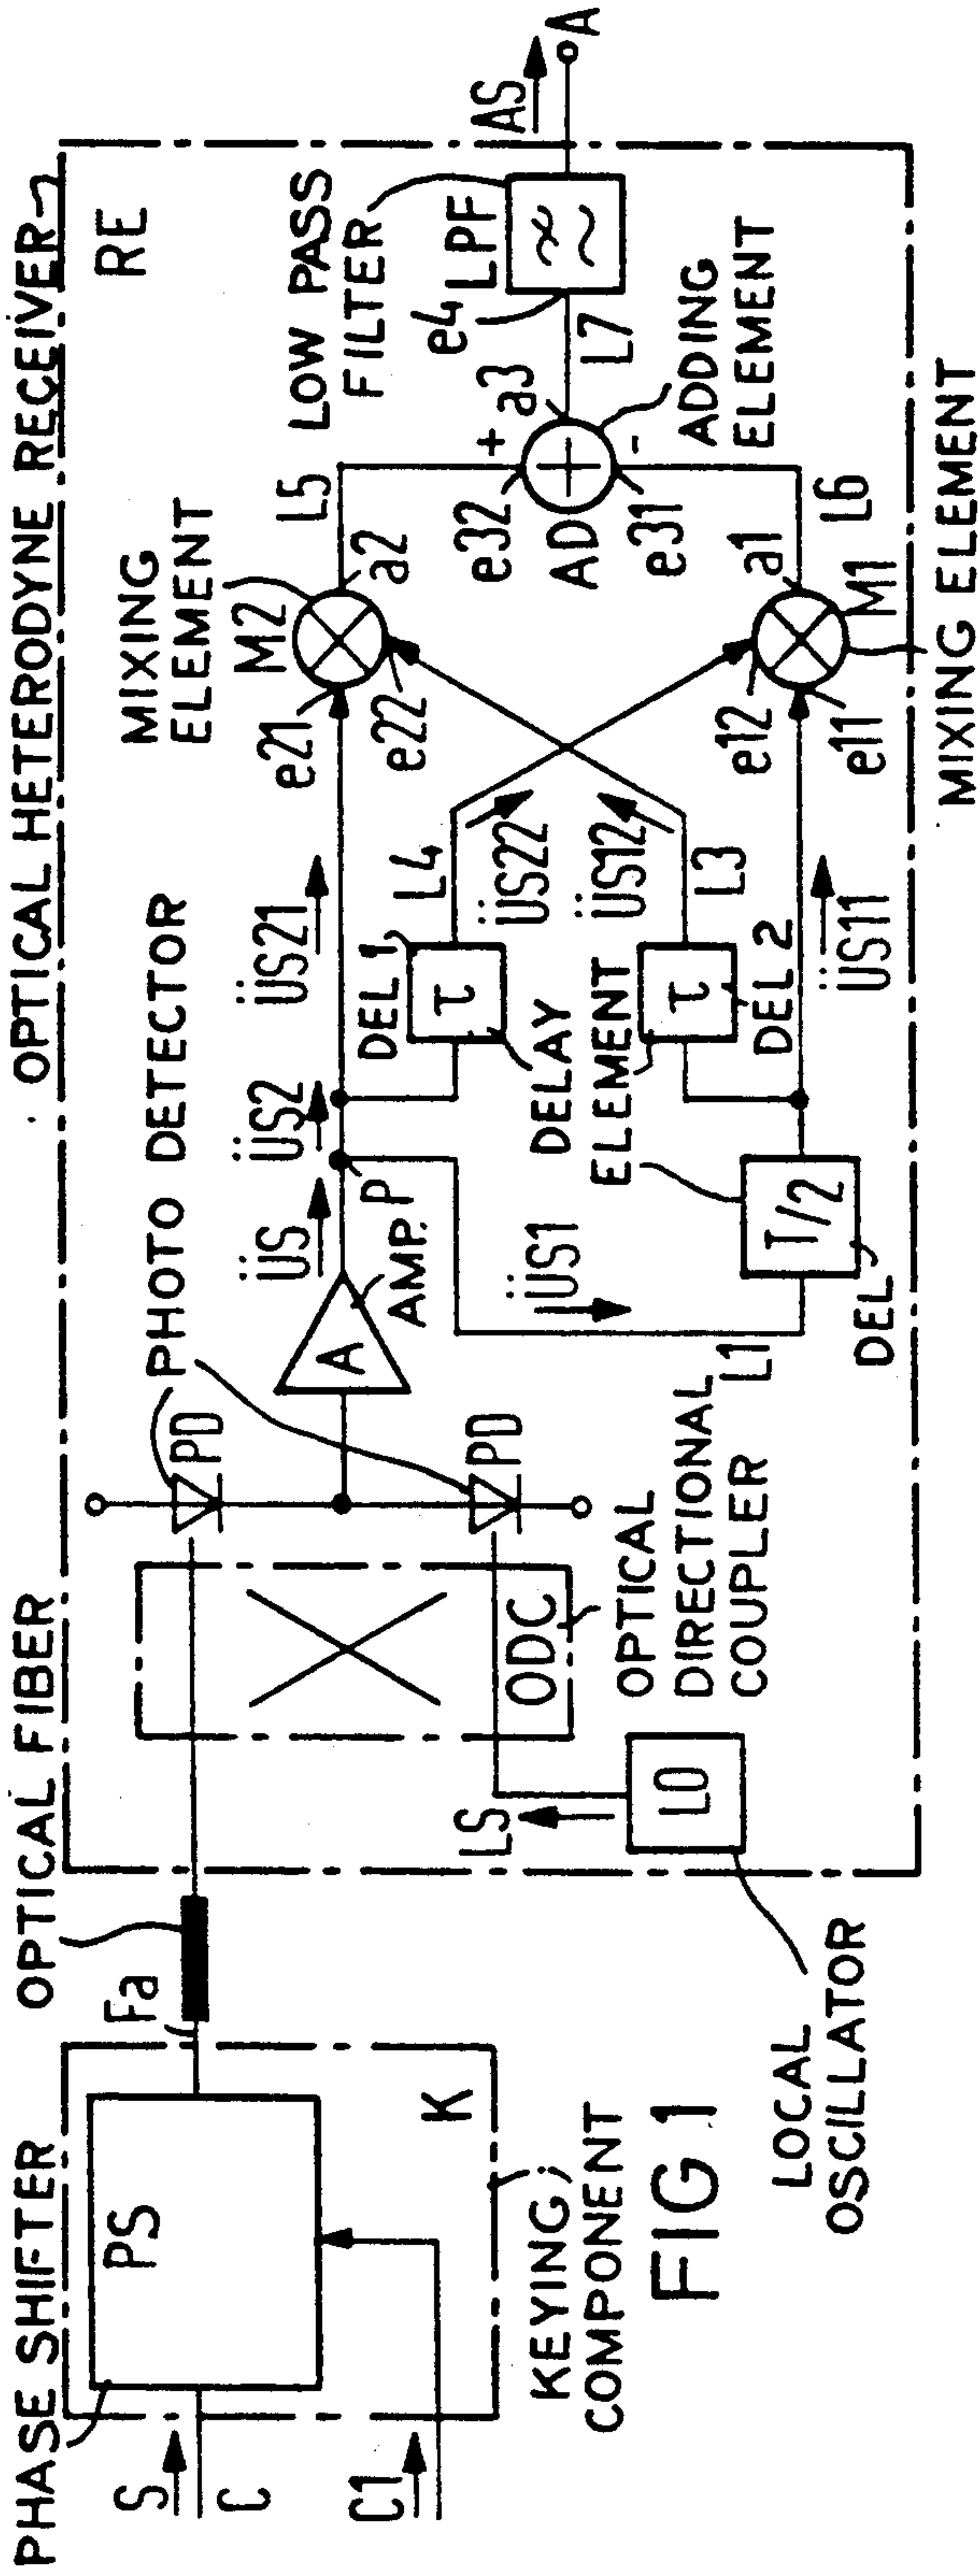 OPTICAL HETERODYNE RECEIVER
RE
PHASE SHIFTER
OPTICAL FIBER
PHOTO DETECTOR
MIXING
ELEMENT
LOW PASS
FILTER
S
C
PS
C1
K
Fa
KEYING
COMPONENT
LS
LO
LOCAL
OSCILLATOR
ODC
OPTICAL
DIRECTIONAL
COUPLER
PD
PD
A
AMP.
ÜS
P
ÜS2
ÜS21
ÜS1
L1
T/2
DEL
DEL 1
τ
L4
ÜS22
DELAY
ELEMENT
τ
DEL 2
L3
ÜS12
ÜS11
e21
M2
e22
a2
L5
e12
e11
M1
a1
L6
MIXING ELEMENT
e32
+
AD
e31
-
a3
ADDING
ELEMENT
L7
e4
LPF
AS
A
FIG 1